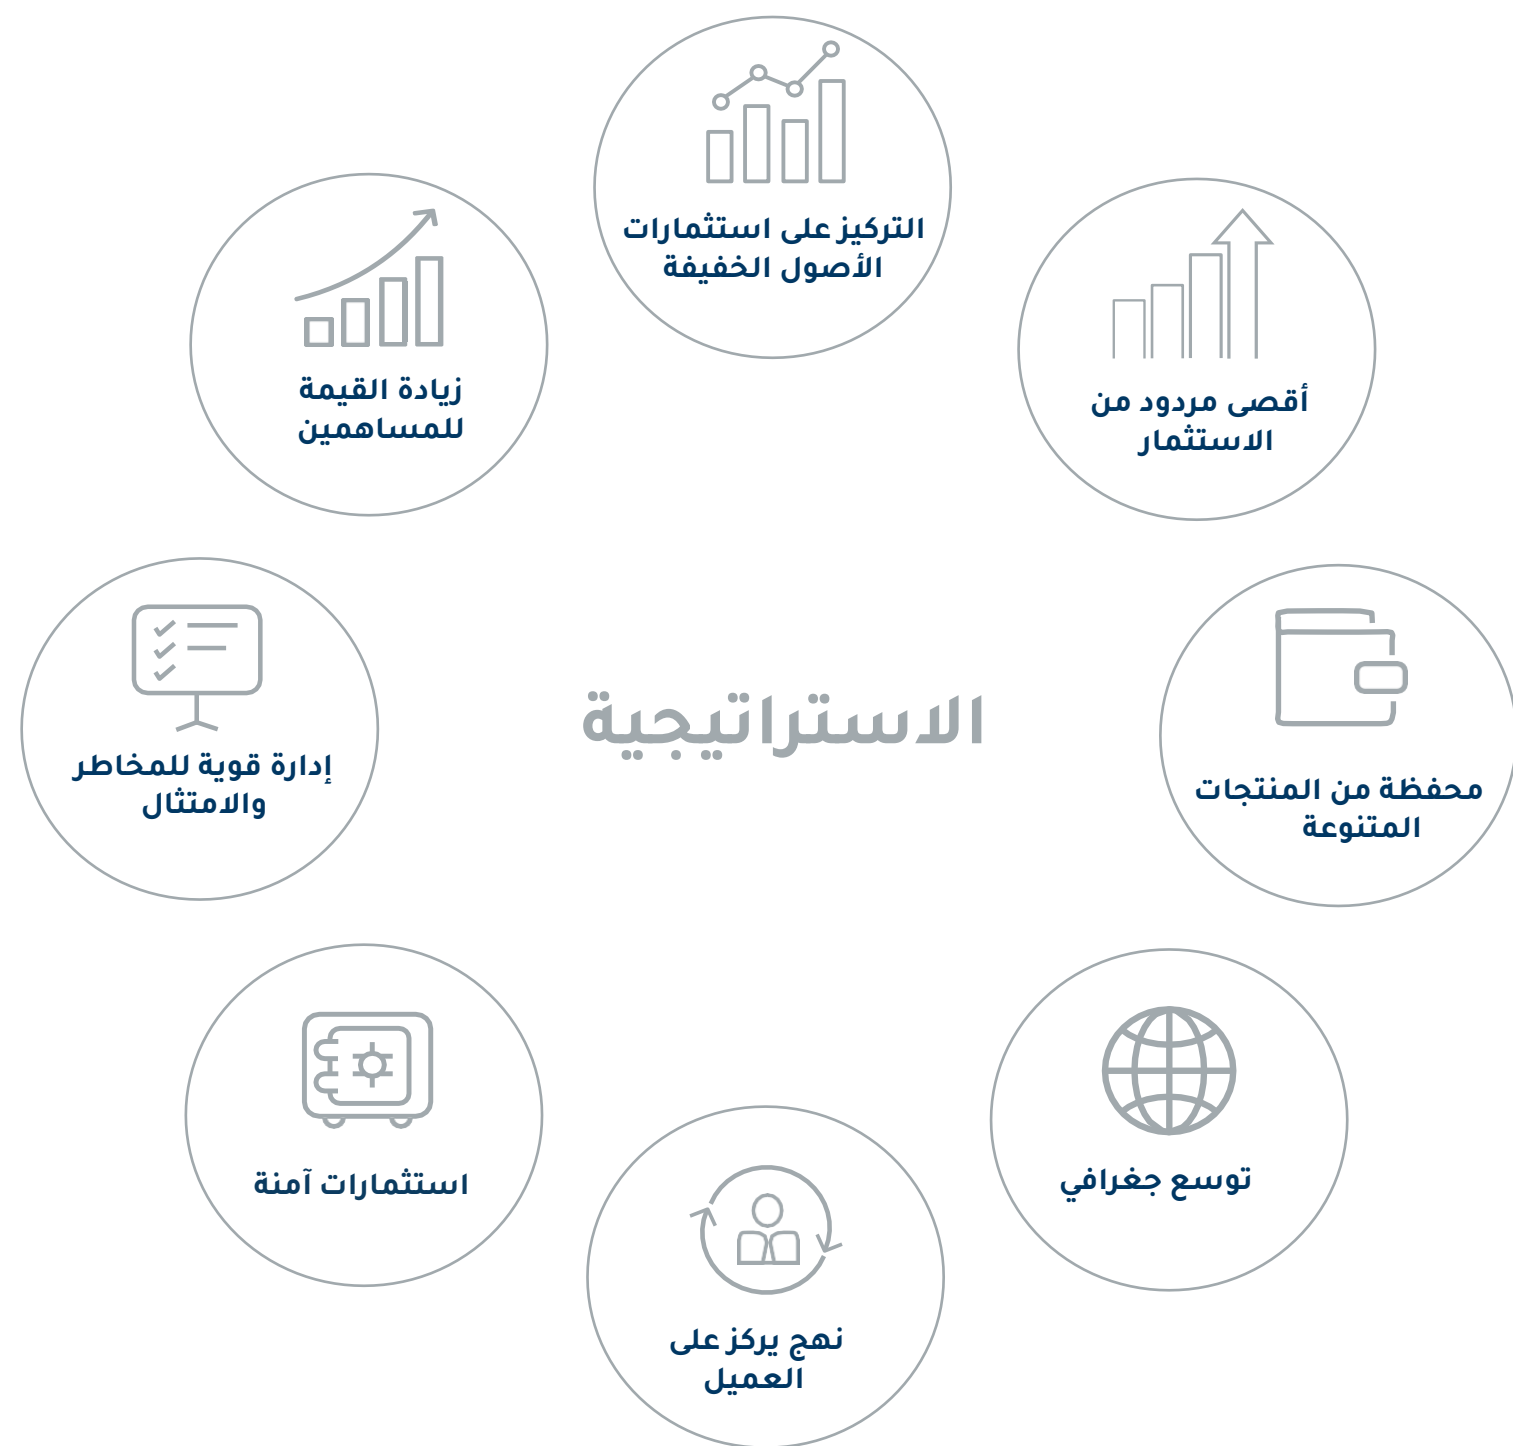 التركيز على استثمارات
الأصول الخفيفة
أقصى مردود من
الاستثمار
محفظة من المنتجات
المتنوعة
توسع جغرافي
نهج يركز على
العميل
استثمارات آمنة
إدارة قوية للمخاطر
والامتثال
زيادة القيمة
للمساهمين
الاستراتيجية